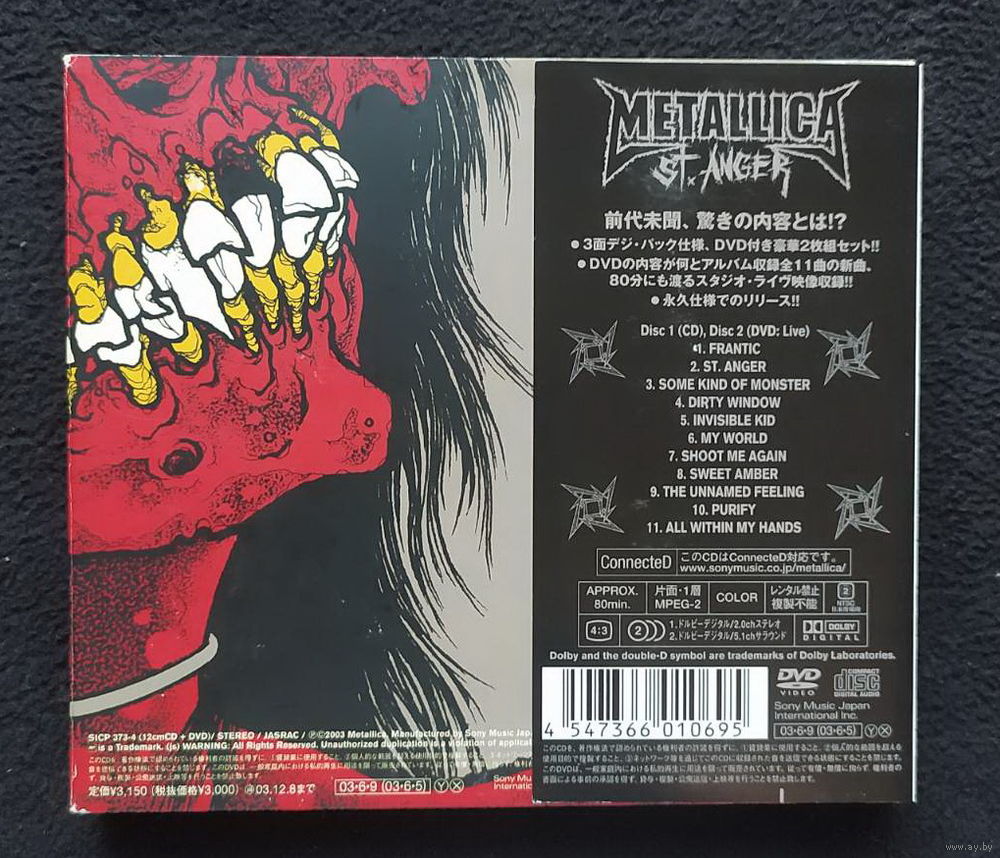 METALLICA
ST. ANGER
前代未聞、驚きの内容とは!?
●3面デジ・パック仕様、DVD付き豪華2枚組セット!!
●DVDの内容が何とアルバム収録全11曲の新曲、
80分にも渡るスタジオ・ライヴ映像収録!!
●永久仕様でのリリース!!
Disc 1 (CD), Disc 2 (DVD: Live)
1. FRANTIC
2. ST. ANGER
3. SOME KIND OF MONSTER
4. DIRTY WINDOW
5. INVISIBLE KID
6. MY WORLD
7. SHOOT ME AGAIN
8. SWEET AMBER
9. THE UNNAMED FEELING
10. PURIFY
11. ALL WITHIN MY HANDS
ConnecteD このCDはConnecteD対応です。
www.sonymusic.co.jp/metallica/
APPROX. 80min. 片面・1層 MPEG-2 COLOR レンタル禁止 複製不能 2 NTSC
4:3 2 1.ドルビーデジタル/2.0chステレオ
2.ドルビーデジタル/5.1chサラウンド
DOLBY DIGITAL
Dolby and the double-D symbol are trademarks of Dolby Laboratories.
4 547366 010695
DVD VIDEO
COMPACT disc DIGITAL AUDIO
Sony Music Japan
International Inc.
03・6・9 (03・6・5) Y X
SICP 373-4 (12cmCD + DVD)/ STEREO / JASRAC / ℗©2003 Metallica. Manufactured by Sony Music
is a Trademark. (js) WARNING: All Rights Reserved. Unauthorized duplication is a violation of
定価¥3,150 (税抜価格¥3,000) 再03.12.8まで
03・6・9 (03・6・5) Y X
Sony
www.ay.by